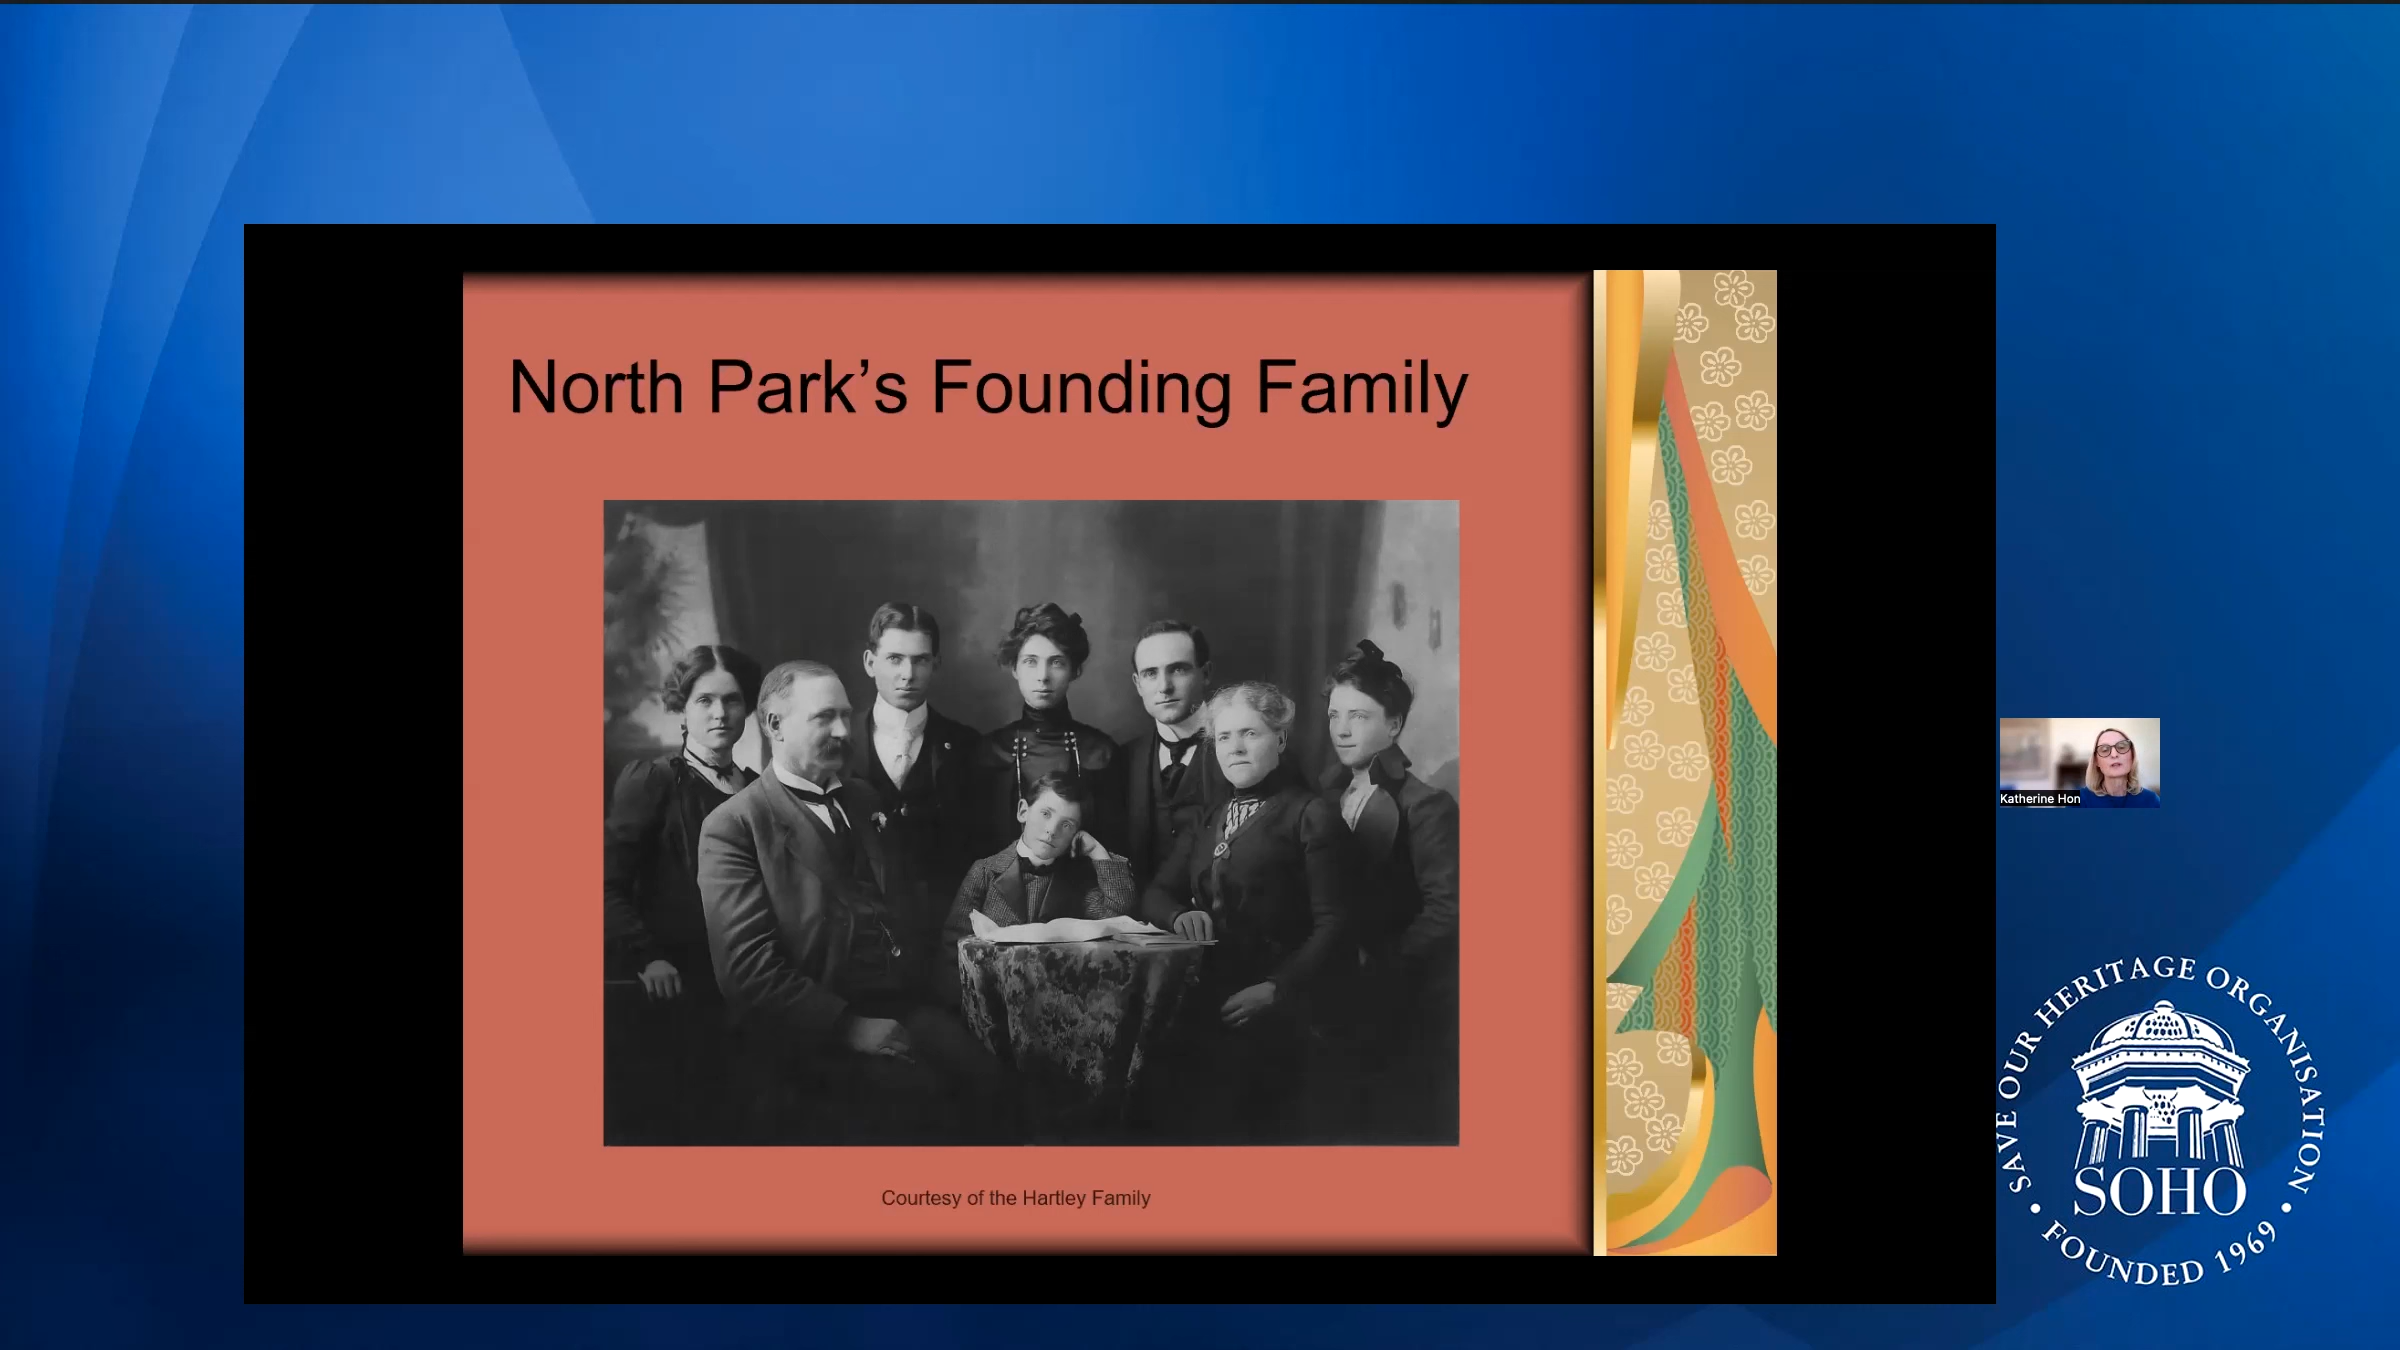 North Park’s Founding Family
Courtesy of the Hartley Family
Katherine Hon
SAVE OUR HERITAGE ORGANISATION
SOHO
• FOUNDED 1969 •